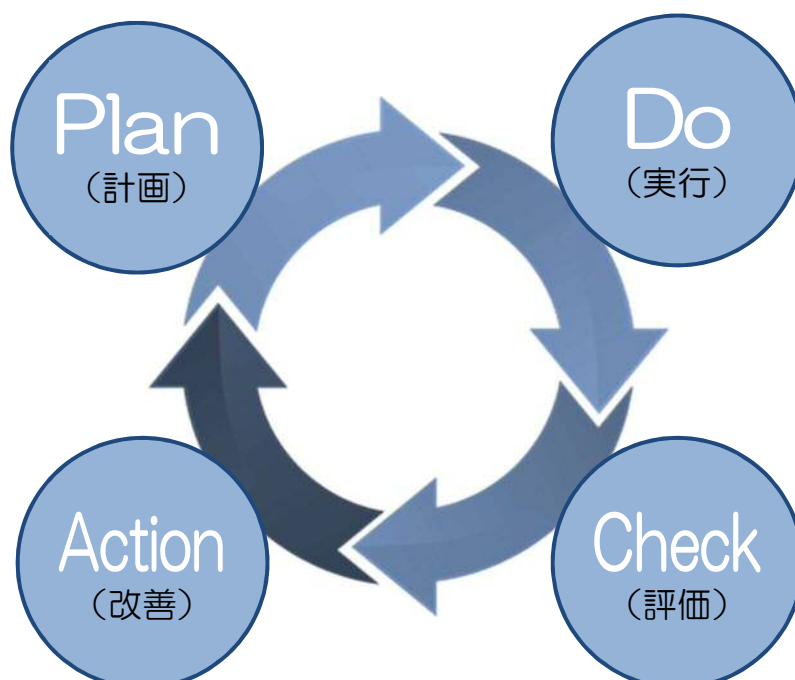 Plan
（計画）
Do
（実行）
Action
（改善）
Check
（評価）